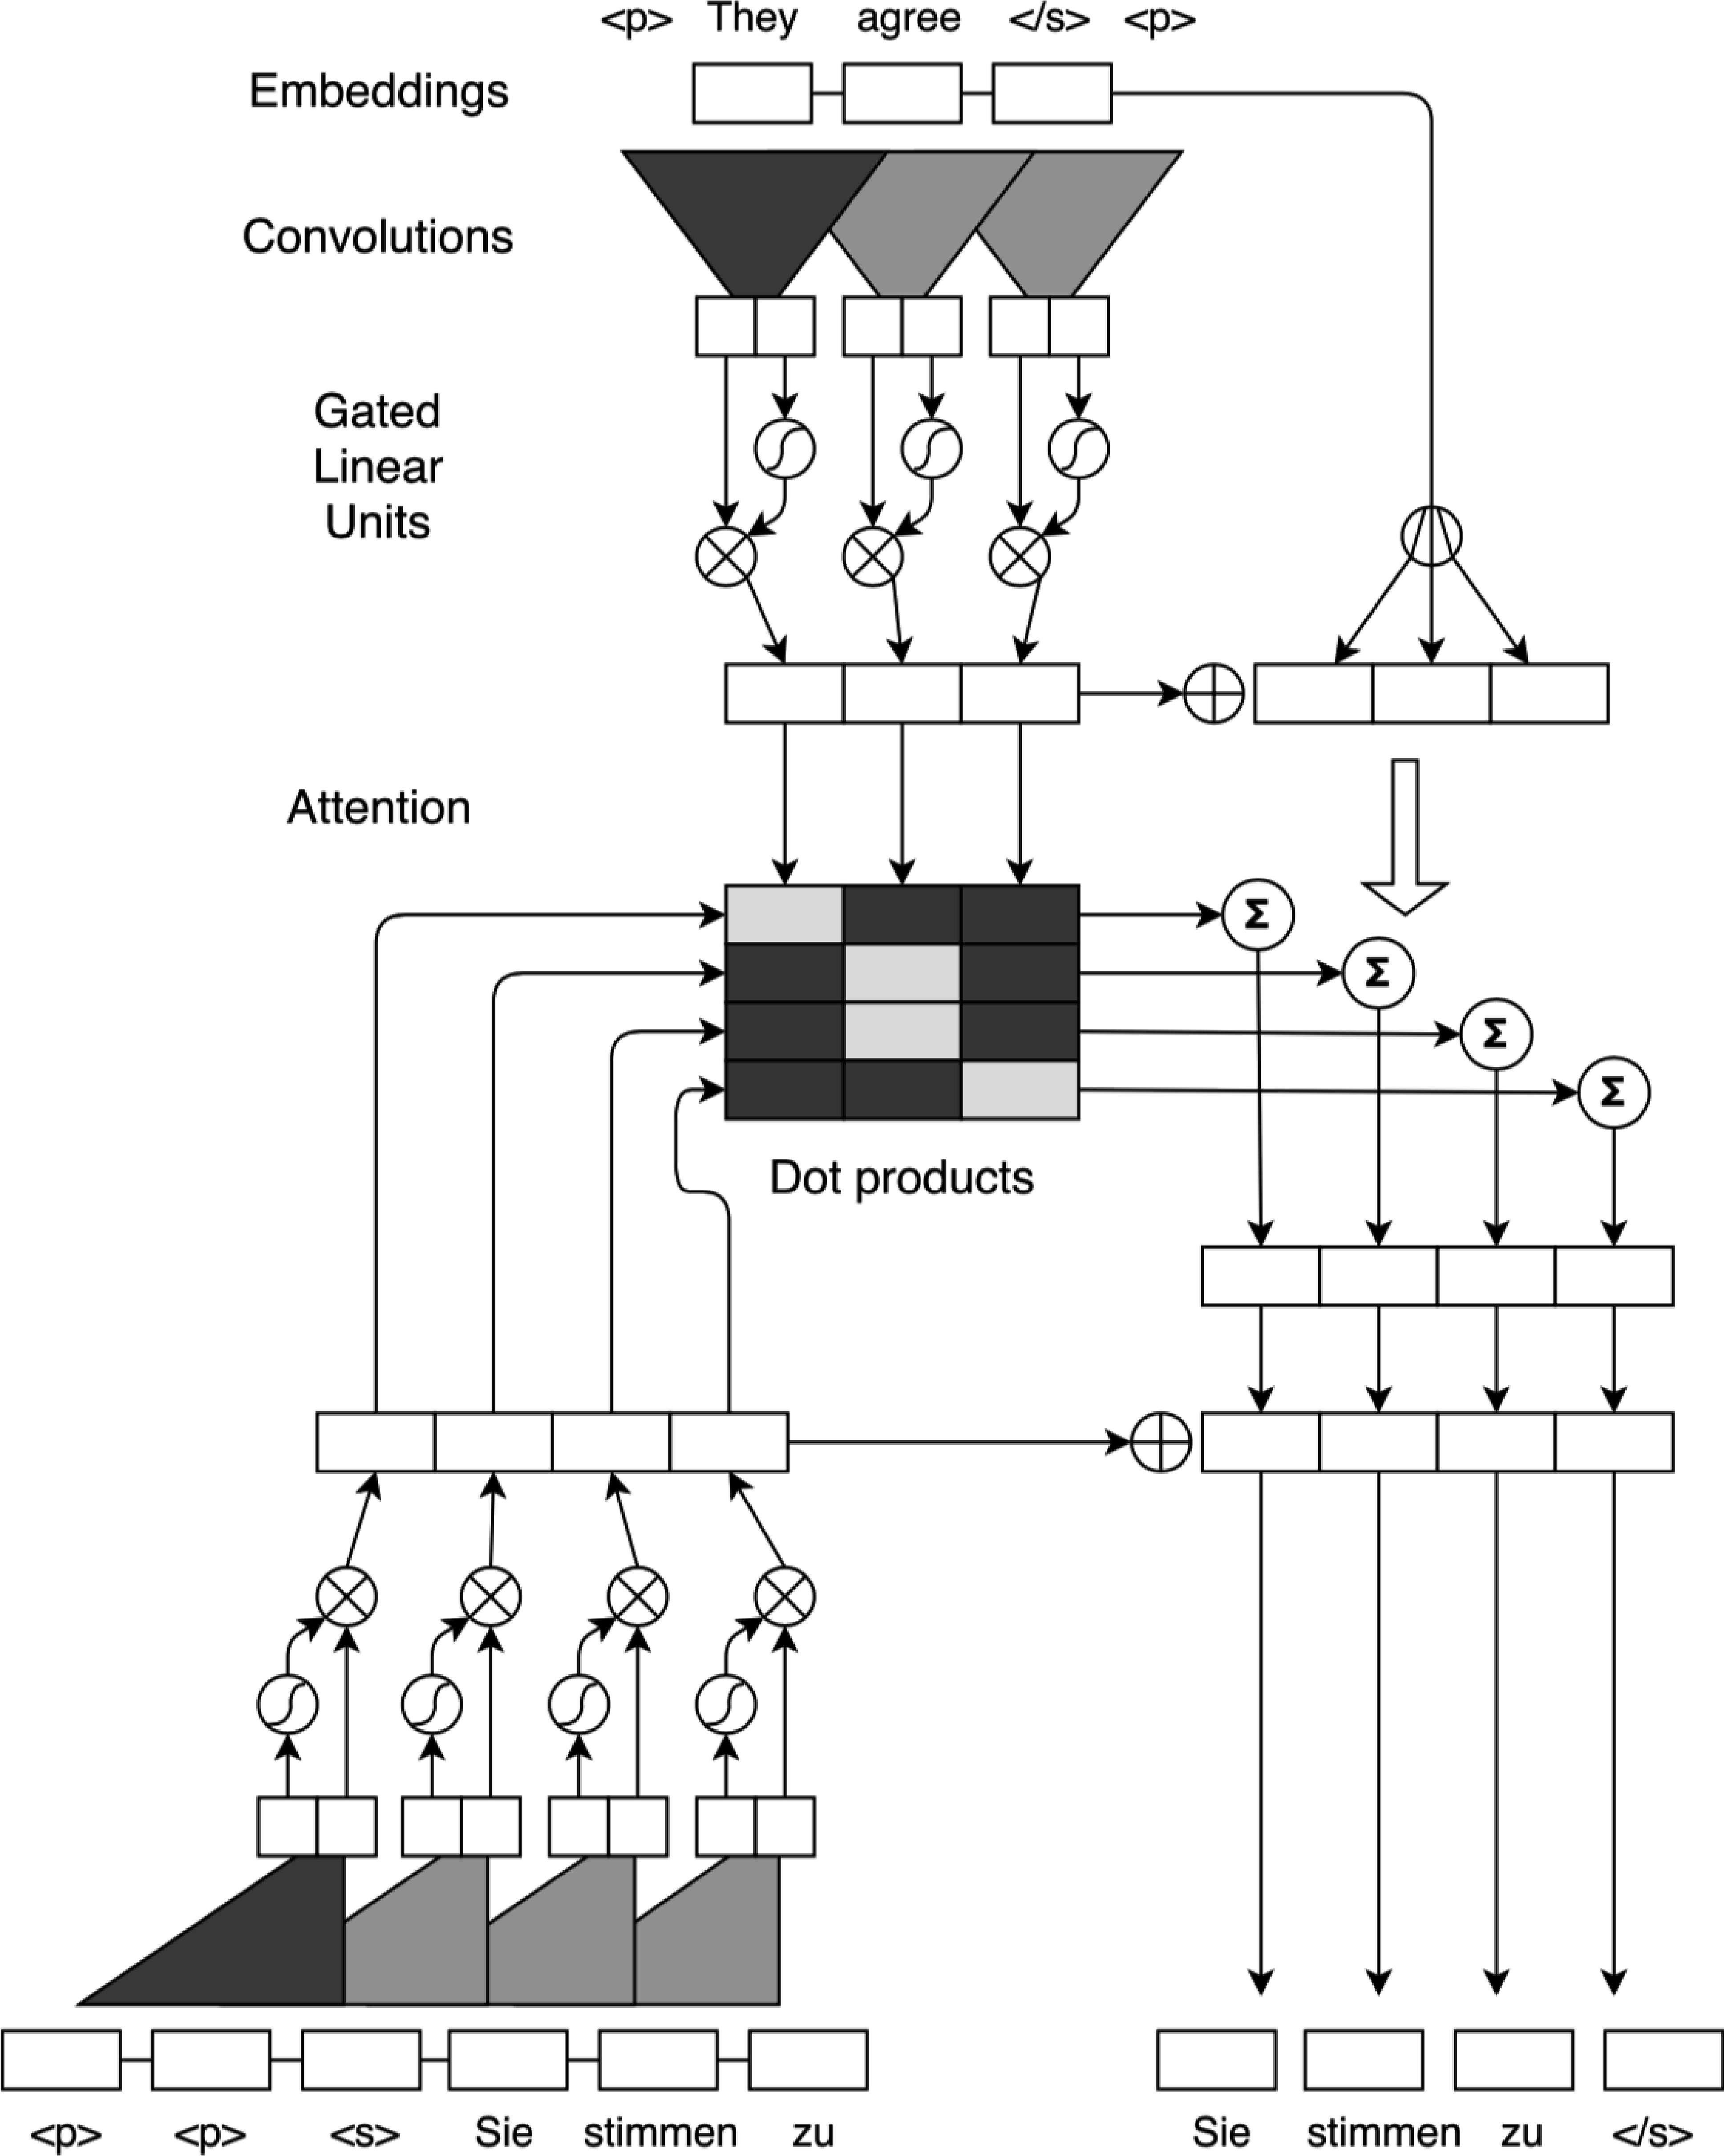 <p> They agree </s> <p>
Embeddings
Convolutions
Gated
Linear
Units
Attention
Σ
Σ
Σ
Σ
Dot products
<p> <p> <s> Sie stimmen zu
Sie stimmen zu </s>